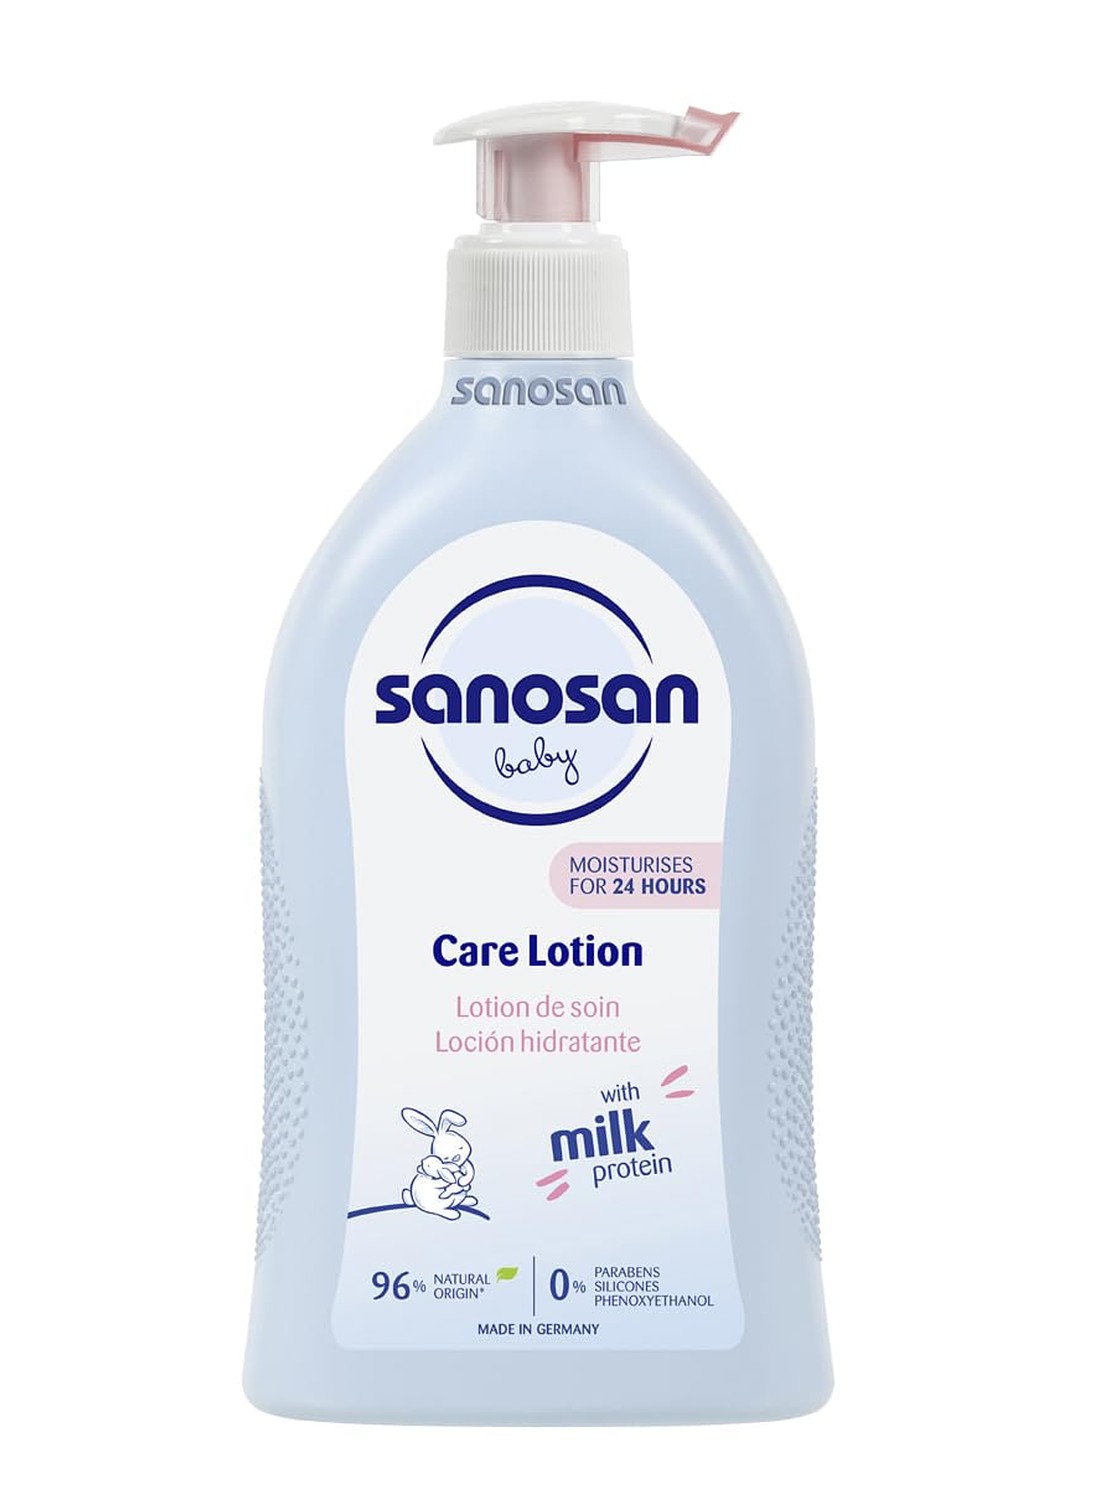 sanosan
sanosan
baby
MOISTURISES
FOR 24 HOURS
Care Lotion
Lotion de soin
Loción hidratante
with
milk
protein
96% NATURAL
ORIGIN*
0% PARABENS
SILICONES
PHENOXYETHANOL
MADE IN GERMANY